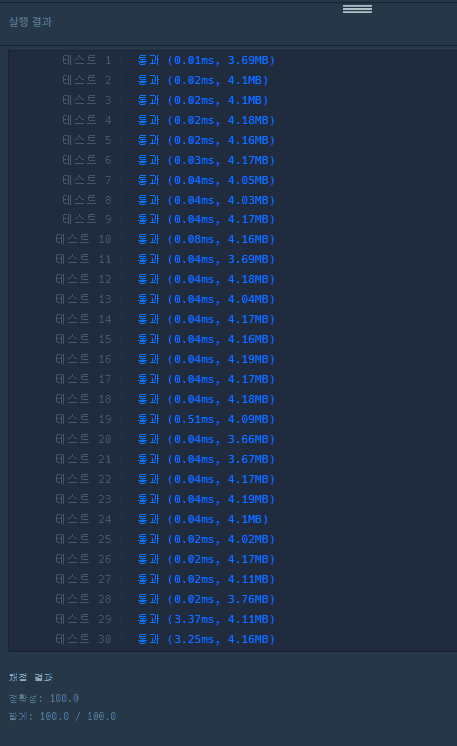 실행 결과
테스트 1 〉 통과 (0.01ms, 3.69MB)
테스트 2 〉 통과 (0.02ms, 4.1MB)
테스트 3 〉 통과 (0.02ms, 4.1MB)
테스트 4 〉 통과 (0.02ms, 4.18MB)
테스트 5 〉 통과 (0.02ms, 4.16MB)
테스트 6 〉 통과 (0.03ms, 4.17MB)
테스트 7 〉 통과 (0.04ms, 4.05MB)
테스트 8 〉 통과 (0.04ms, 4.03MB)
테스트 9 〉 통과 (0.04ms, 4.17MB)
테스트 10 〉 통과 (0.08ms, 4.16MB)
테스트 11 〉 통과 (0.04ms, 3.69MB)
테스트 12 〉 통과 (0.04ms, 4.18MB)
테스트 13 〉 통과 (0.04ms, 4.04MB)
테스트 14 〉 통과 (0.04ms, 4.17MB)
테스트 15 〉 통과 (0.04ms, 4.16MB)
테스트 16 〉 통과 (0.04ms, 4.19MB)
테스트 17 〉 통과 (0.04ms, 4.17MB)
테스트 18 〉 통과 (0.04ms, 4.18MB)
테스트 19 〉 통과 (0.51ms, 4.09MB)
테스트 20 〉 통과 (0.04ms, 3.66MB)
테스트 21 〉 통과 (0.04ms, 3.67MB)
테스트 22 〉 통과 (0.04ms, 4.17MB)
테스트 23 〉 통과 (0.04ms, 4.19MB)
테스트 24 〉 통과 (0.04ms, 4.1MB)
테스트 25 〉 통과 (0.02ms, 4.02MB)
테스트 26 〉 통과 (0.02ms, 4.17MB)
테스트 27 〉 통과 (0.02ms, 4.11MB)
테스트 28 〉 통과 (0.02ms, 3.76MB)
테스트 29 〉 통과 (3.37ms, 4.11MB)
테스트 30 〉 통과 (3.25ms, 4.16MB)
채점 결과
정확성: 100.0
합계: 100.0 / 100.0